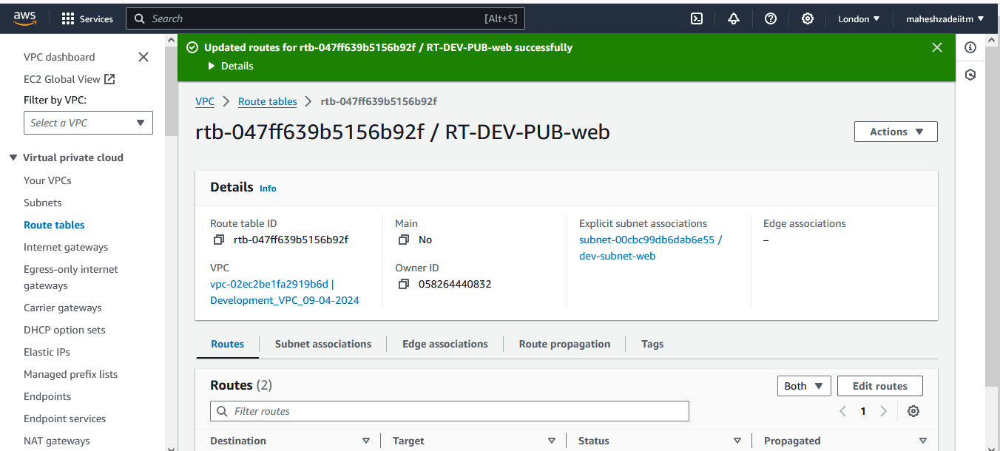 aws
Services
Search
[Alt+S]
London
maheshzadeiitm
VPC dashboard
EC2 Global View
Filter by VPC:
Select a VPC
Virtual private cloud
Your VPCs
Subnets
Route tables
Internet gateways
Egress-only internet
gateways
Carrier gateways
DHCP option sets
Elastic IPs
Managed prefix lists
Endpoints
Endpoint services
NAT gateways
Updated routes for rtb-047ff639b5156b92f / RT-DEV-PUB-web successfully
Details
VPC
Route tables
rtb-047ff639b5156b92f
rtb-047ff639b5156b92f / RT-DEV-PUB-web
Actions
Details Info
Route table ID
rtb-047ff639b5156b92f
Main
No
Explicit subnet associations
subnet-00cbc99db6dab6e55 /
dev-subnet-web
Edge associations
–
VPC
vpc-02ec2be1fa2919b6d |
Development_VPC_09-04-2024
Owner ID
058264440832
Routes
Subnet associations
Edge associations
Route propagation
Tags
Routes (2)
Both
Edit routes
Filter routes
1
Destination
Target
Status
Propagated